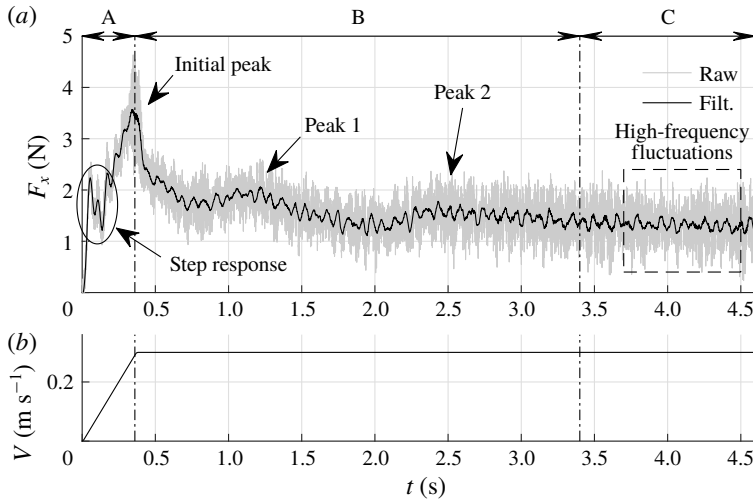 (a) A B C
5
Initial peak
Raw
4
Filt.
Peak 1
Peak 2
High-frequency
fluctuations
3
Fx (N)
2
1
Step response
0 0.5 1.0 1.5 2.0 2.5 3.0 3.5 4.0 4.5
(b)
0.2
V (m s−1)
0 0.5 1.0 1.5 2.0 2.5 3.0 3.5 4.0 4.5
t (s)